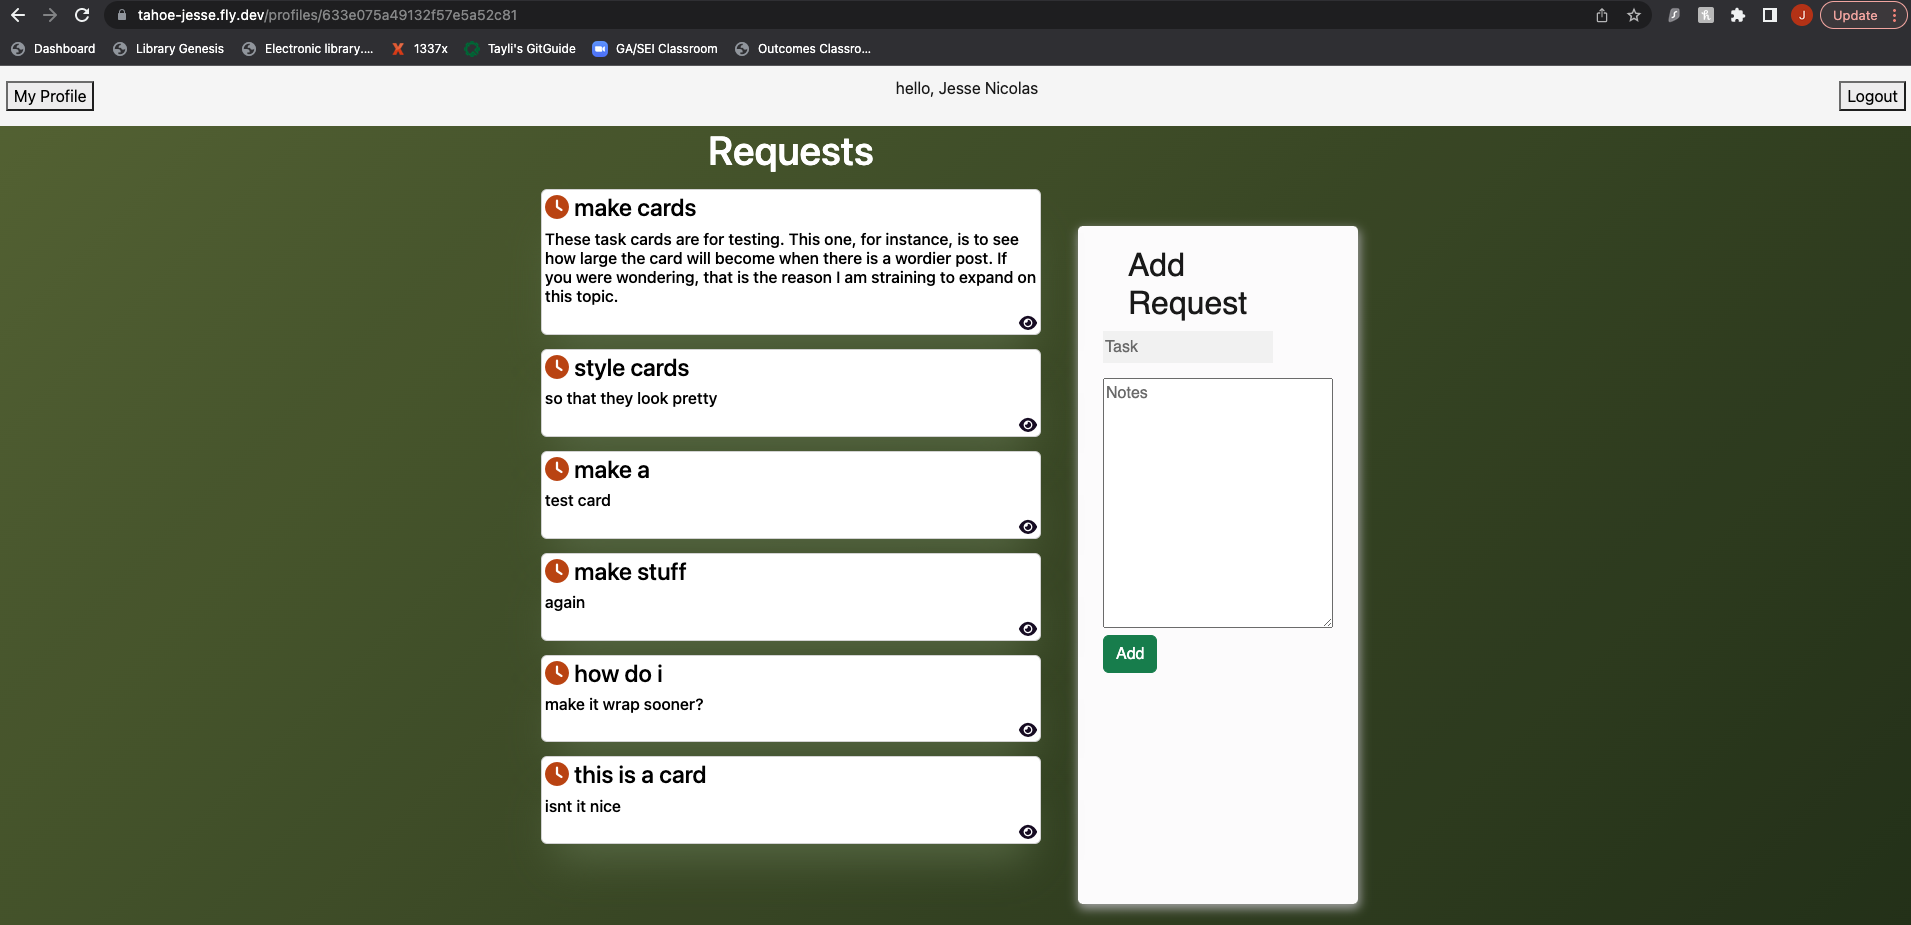 tahoe-jesse.fly.dev/profiles/633e075a49132f57e5a52c81
J
Update
Dashboard
Library Genesis
Electronic library....
1337x
Tayli's GitGuide
GA/SEI Classroom
Outcomes Classro...
My Profile
hello, Jesse Nicolas
Logout
Requests
make cards
These task cards are for testing. This one, for instance, is to see
how large the card will become when there is a wordier post. If
you were wondering, that is the reason I am straining to expand on
this topic.
style cards
so that they look pretty
make a
test card
make stuff
again
how do i
make it wrap sooner?
this is a card
isnt it nice
Add
Request
Task
Notes
Add